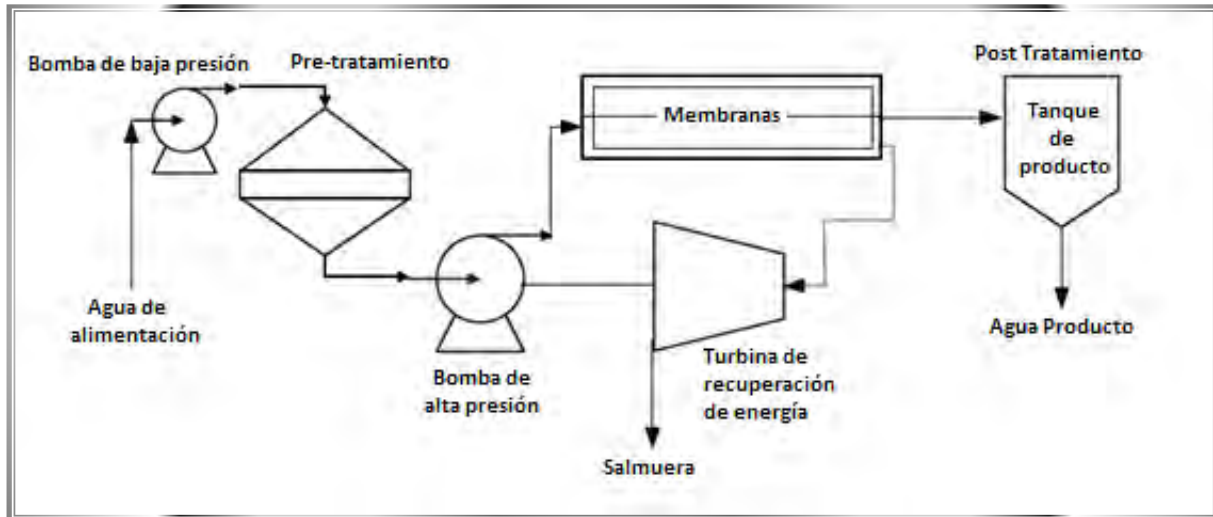 Bomba de baja presión
Pre-tratamiento
Post Tratamiento
Membranas
Tanque
de
producto
Agua de
alimentación
Bomba de
alta presión
Turbina de
recuperación
de energía
Agua Producto
Salmuera